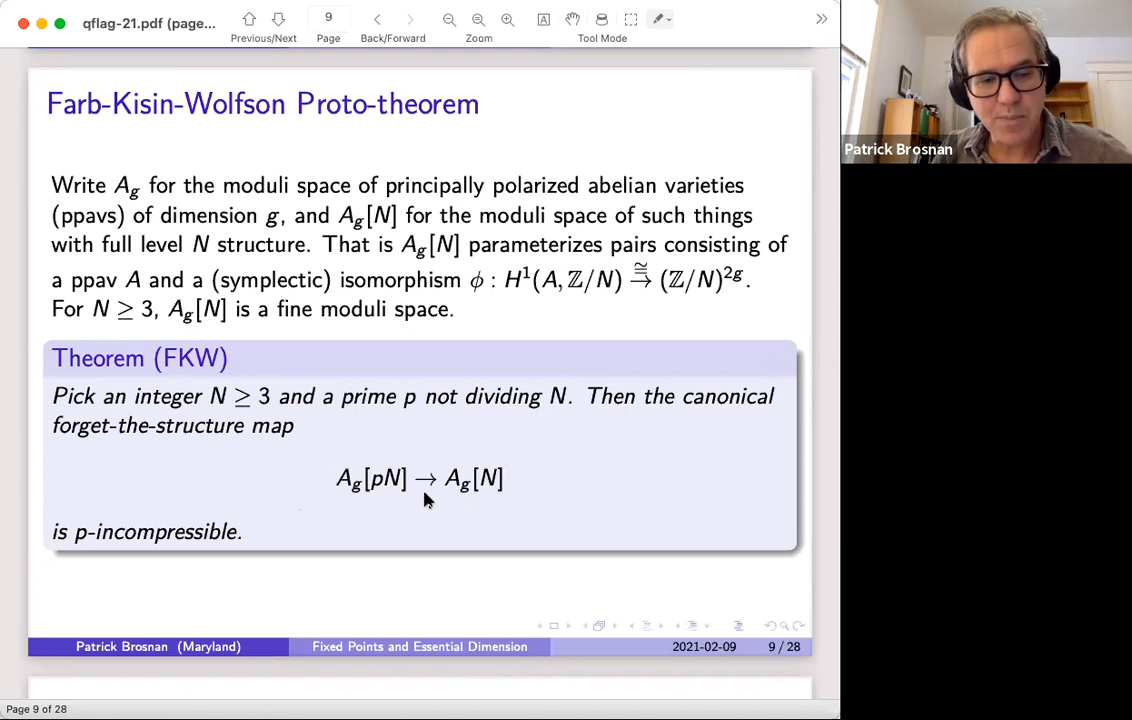 qflag-21.pdf (page...
9
Previous/Next
Page
Back/Forward
Zoom
Tool Mode
Farb-Kisin-Wolfson Proto-theorem
Write A_g for the moduli space of principally polarized abelian varieties
(ppavs) of dimension g, and A_g[N] for the moduli space of such things
with full level N structure. That is A_g[N] parameterizes pairs consisting of
a ppav A and a (symplectic) isomorphism ϕ : H¹(A, ℤ/N) ≅→ (ℤ/N)²ᵍ.
For N ≥ 3, A_g[N] is a fine moduli space.
Theorem (FKW)
Pick an integer N ≥ 3 and a prime p not dividing N. Then the canonical
forget-the-structure map
A_g[pN] → A_g[N]
is p-incompressible.
Patrick Brosnan (Maryland)
Fixed Points and Essential Dimension
2021-02-09
9 / 28
Page 9 of 28
Patrick Brosnan